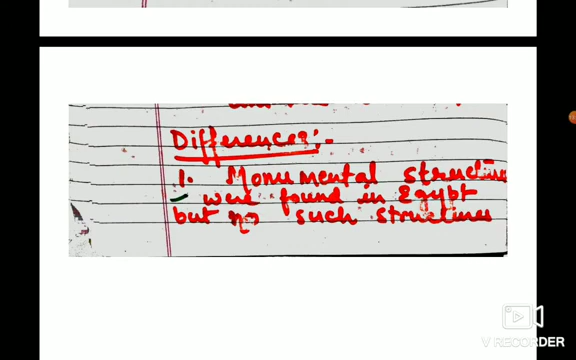 Differences:-
1. Monumental structure
were found in Egypt
but no such structures
V RECORDER